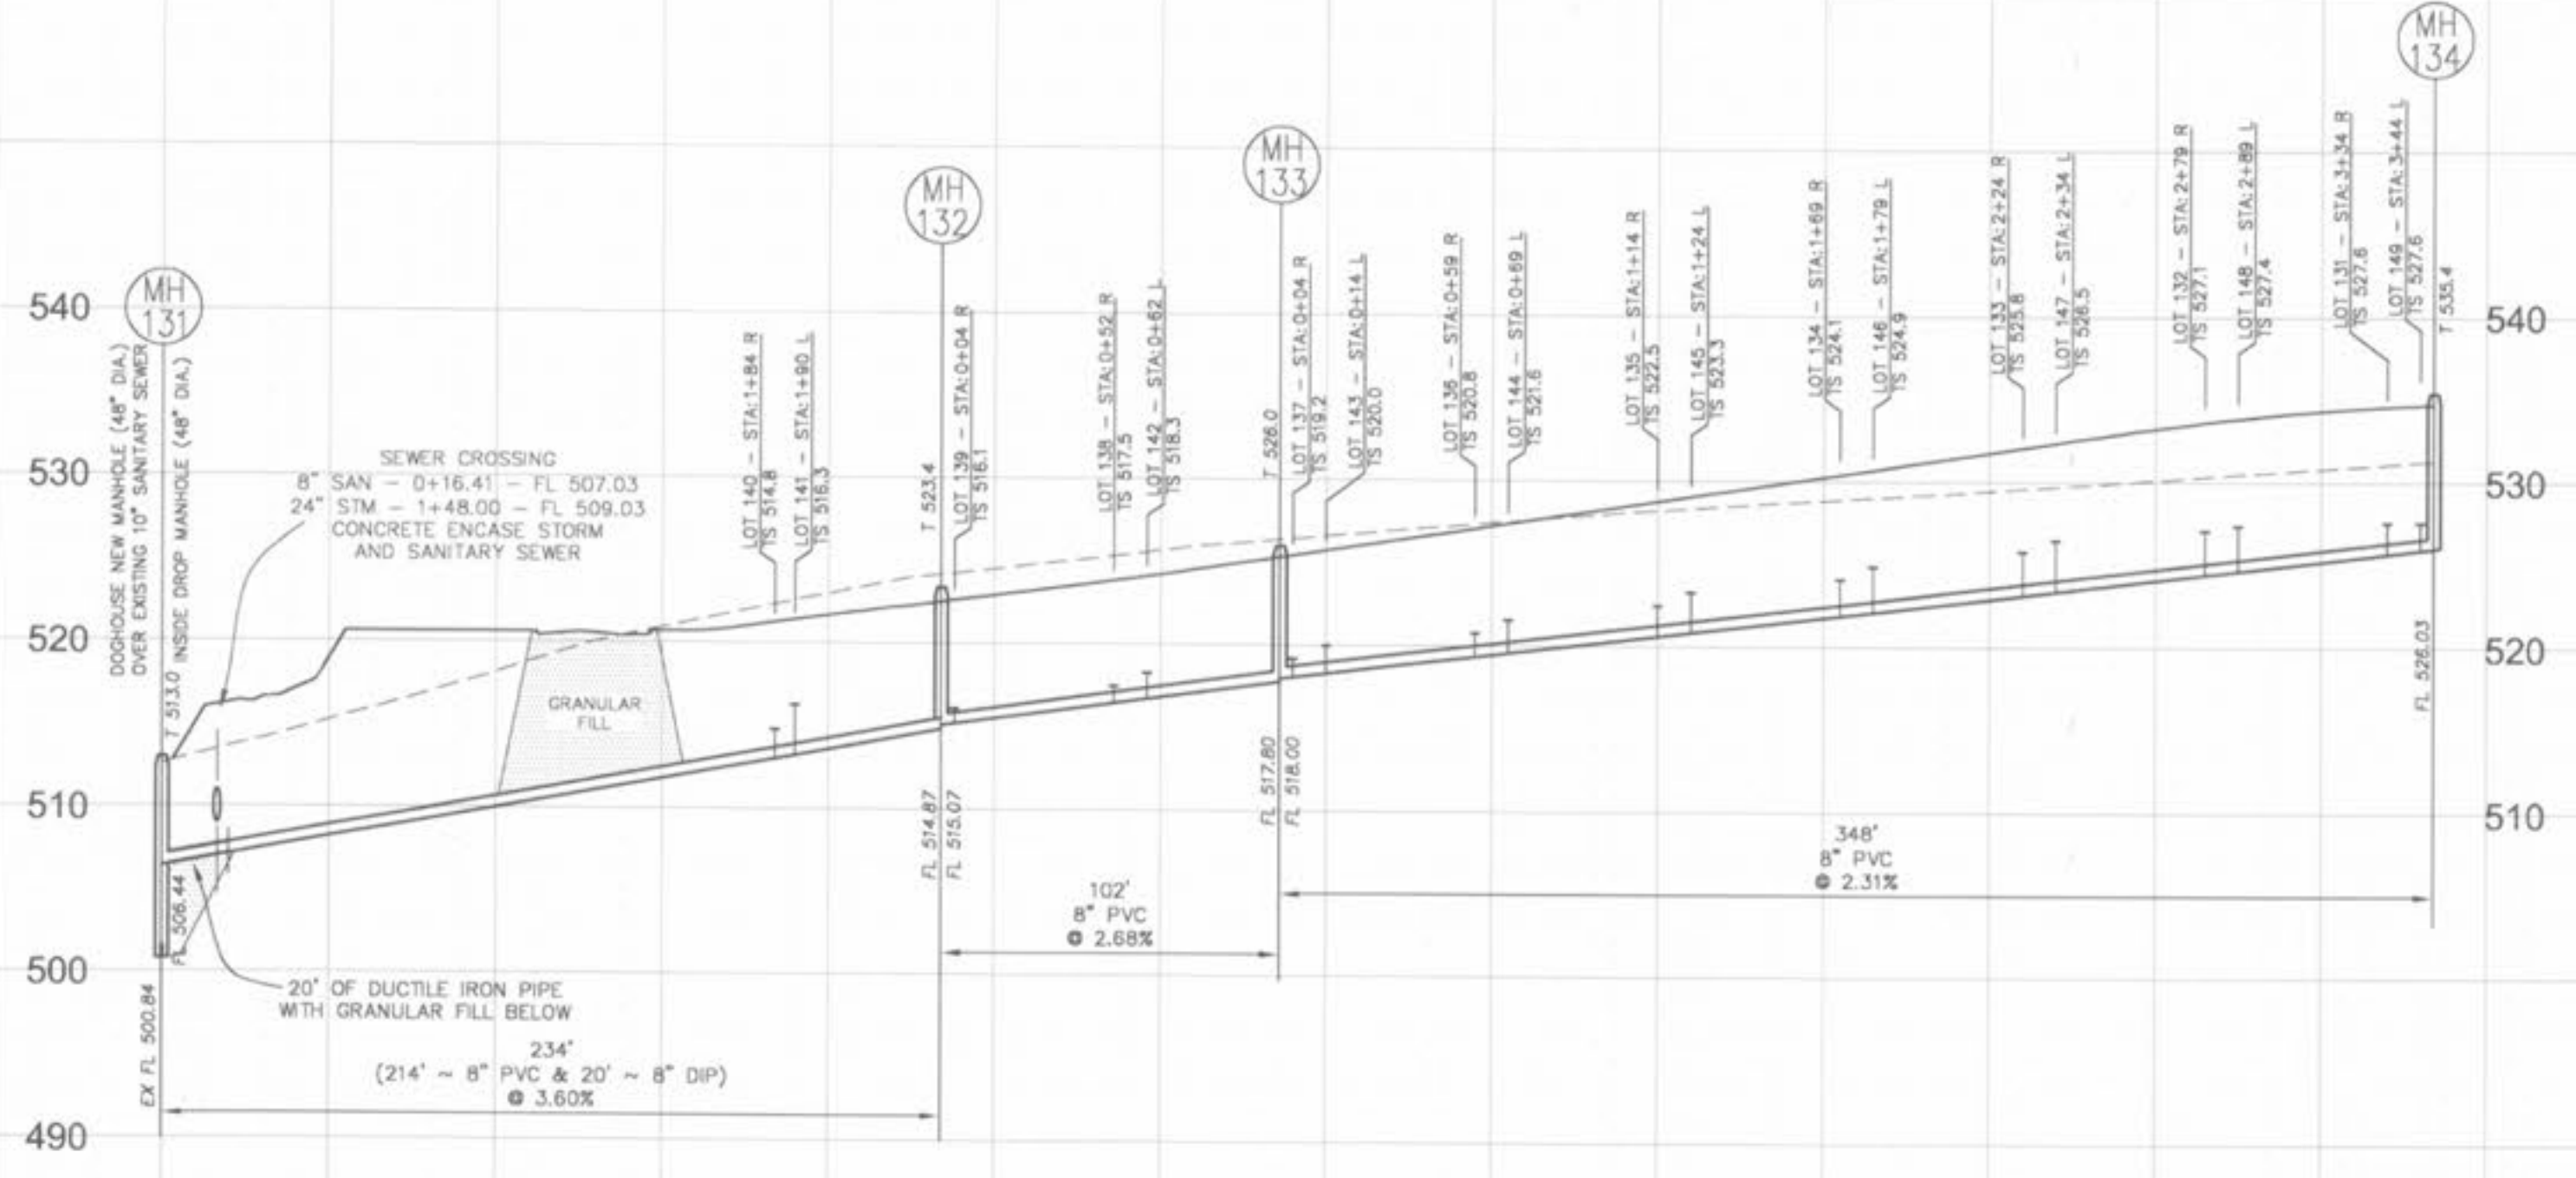 MH
131
MH
132
MH
133
MH
134
540
530
520
510
500
490
540
530
520
510
DOGHOUSE NEW MANHOLE (48" DIA.)
OVER EXISTING 10" SANITARY SEWER
T 513.0 INSIDE DROP MANHOLE (48" DIA.)
SEWER CROSSING
8" SAN - 0+16.41 - FL 507.03
24" STM - 1+48.00 - FL 509.03
CONCRETE ENCASE STORM
AND SANITARY SEWER
GRANULAR
FILL
FL 506.44
EX FL 500.84
20' OF DUCTILE IRON PIPE
WITH GRANULAR FILL BELOW
234'
(214' ~ 8" PVC & 20' ~ 8" DIP)
@ 3.60%
LOT 140 - STA:1+84 R
TS 514.8
LOT 141 - STA:1+90 L
TS 516.3
T 523.4
LOT 139 - STA:0+04 R
TS 516.1
FL 514.87
FL 515.07
LOT 138 - STA:0+52 R
TS 517.5
LOT 142 - STA:0+62 L
TS 518.3
102'
8" PVC
@ 2.68%
T 526.0
LOT 137 - STA:0+04 R
TS 519.2
LOT 143 - STA:0+14 L
TS 520.0
FL 517.80
FL 518.00
LOT 136 - STA:0+59 R
TS 520.8
LOT 144 - STA:0+69 L
TS 521.6
LOT 135 - STA:1+14 R
TS 522.5
LOT 145 - STA:1+24 L
TS 523.3
LOT 134 - STA:1+69 R
TS 524.1
LOT 146 - STA:1+79 L
TS 524.9
LOT 133 - STA:2+24 R
TS 525.8
LOT 147 - STA:2+34 L
TS 526.5
LOT 132 - STA:2+79 R
TS 527.1
LOT 148 - STA:2+89 L
TS 527.4
LOT 131 - STA:3+34 R
TS 527.6
LOT 149 - STA:3+44 L
TS 527.6
T 535.4
FL 526.03
348'
8" PVC
@ 2.31%